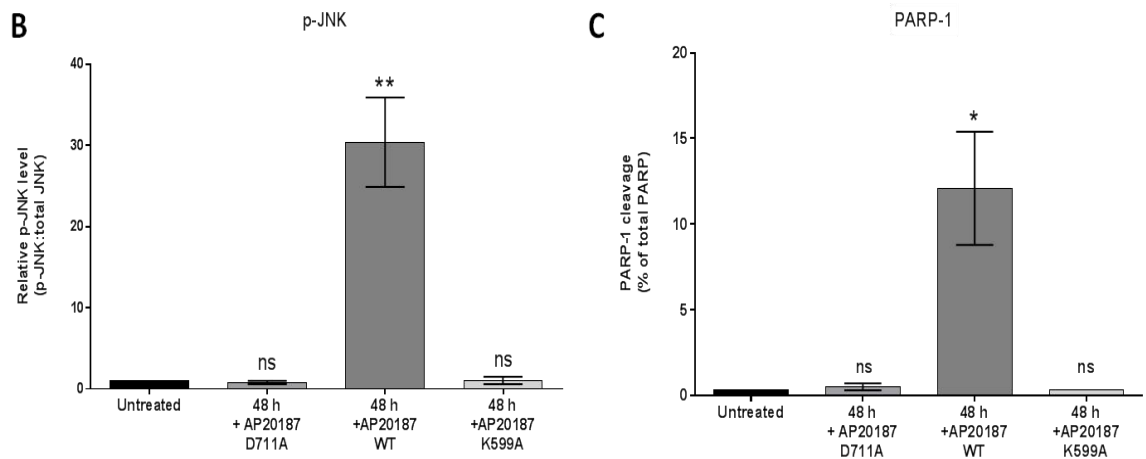 B
p-JNK
Relative p-JNK level
(p-JNK:total JNK)
40
30
20
10
0
ns
**
ns
Untreated
48 h
+ AP20187
D711A
48 h
+AP20187
WT
48 h
+AP20187
K599A
C
PARP-1
PARP-1 cleavage
(% of total PARP)
20
15
10
5
0
ns
*
ns
Untreated
48 h
+ AP20187
D711A
48 h
+AP20187
WT
48 h
+AP20187
K599A